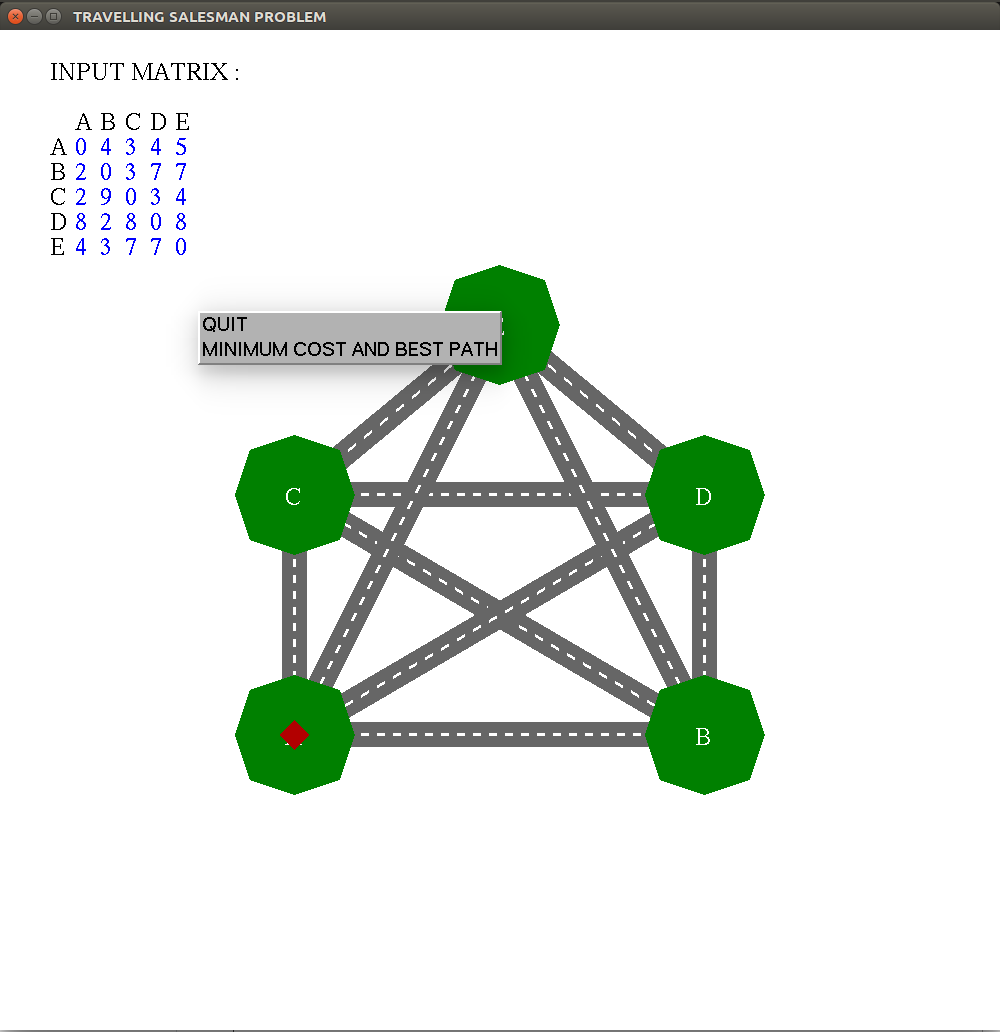 TRAVELLING SALESMAN PROBLEM
INPUT MATRIX :
A B C D E
A 0 4 3 4 5
B 2 0 3 7 7
C 2 9 0 3 4
D 8 2 8 0 8
E 4 3 7 7 0
QUIT
MINIMUM COST AND BEST PATH
C
D
B